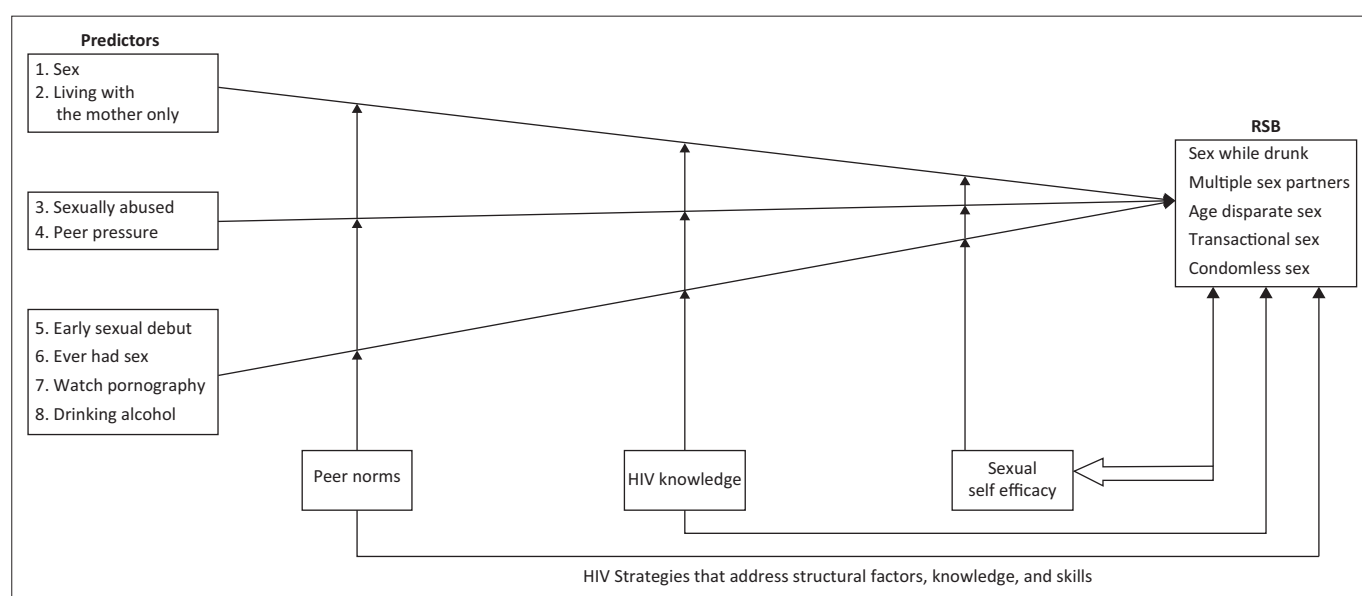 Predictors
1. Sex
2. Living with
the mother only
3. Sexually abused
4. Peer pressure
5. Early sexual debut
6. Ever had sex
7. Watch pornography
8. Drinking alcohol
RSB
Sex while drunk
Multiple sex partners
Age disparate sex
Transactional sex
Condomless sex
Peer norms
HIV knowledge
Sexual
self efficacy
HIV Strategies that address structural factors, knowledge, and skills